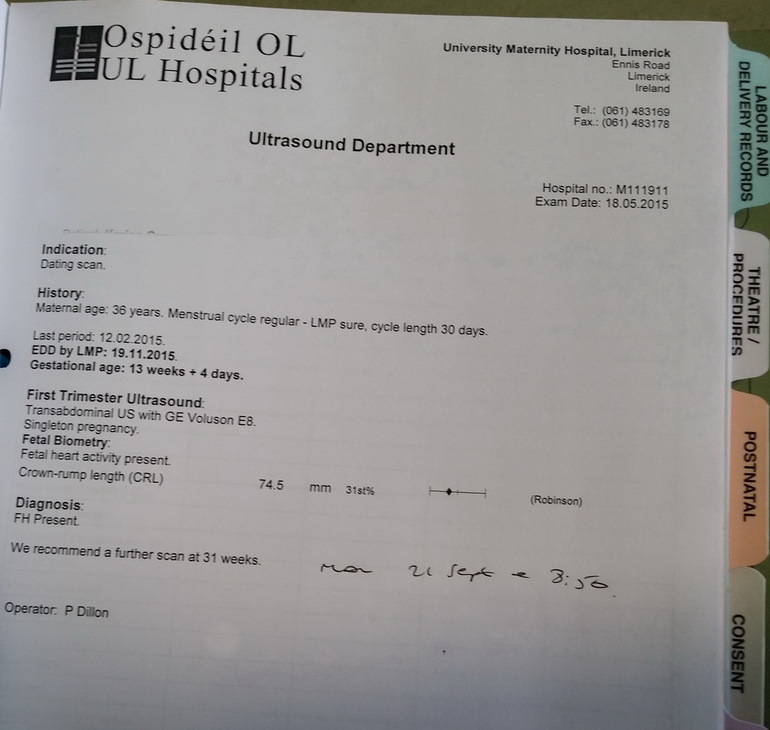 Ospidéil OL
UL Hospitals
University Maternity Hospital, Limerick
Ennis Road
Limerick
Ireland
Tel.: (061) 483169
Fax.: (061) 483178
Ultrasound Department
Hospital no.: M111911
Exam Date: 18.05.2015
Indication:
Dating scan.
History:
Maternal age: 36 years. Menstrual cycle regular - LMP sure, cycle length 30 days.
Last period: 12.02.2015.
EDD by LMP: 19.11.2015.
Gestational age: 13 weeks + 4 days.
First Trimester Ultrasound:
Transabdominal US with GE Voluson E8.
Singleton pregnancy.
Fetal Biometry:
Fetal heart activity present.
Crown-rump length (CRL) 74.5 mm 31st% (Robinson)
Diagnosis:
FH Present.
We recommend a further scan at 31 weeks. Mon 21 Sept 8:50
Operator: P Dillon
LABOUR AND
DELIVERY RECORDS
THEATRE /
PROCEDURES
POSTNATAL
CONSENT